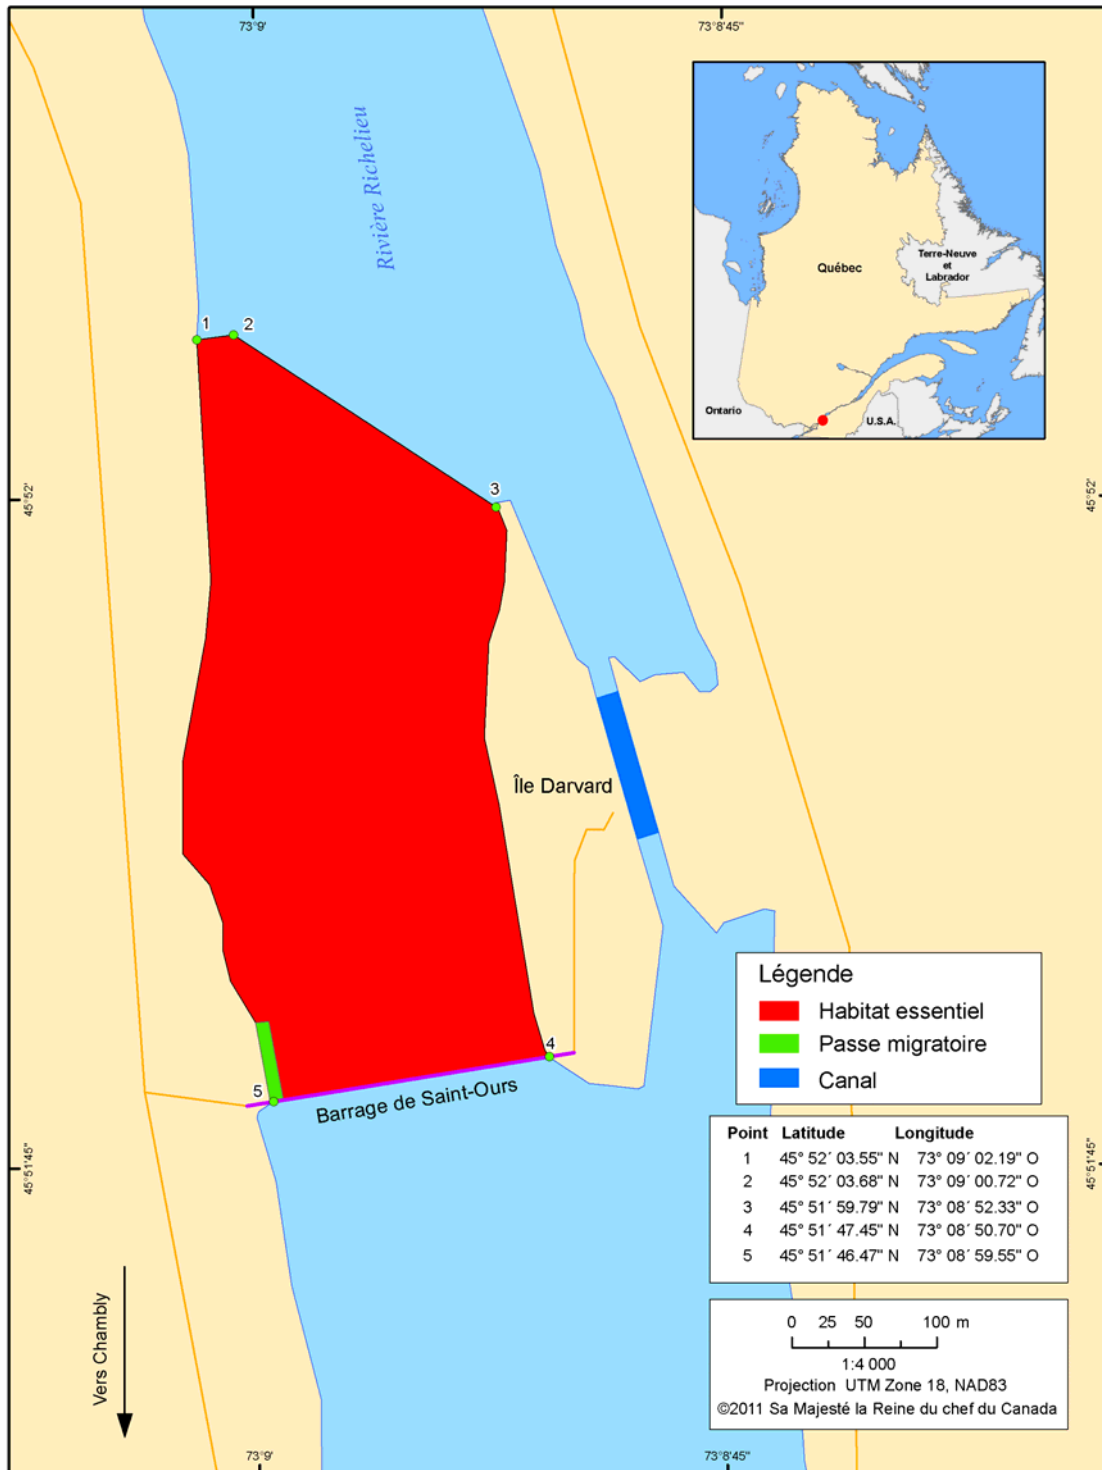 73°9'
73°8'45"
Rivière Richelieu
Québec
Terre-Neuve
et
Labrador
Ontario
U.S.A.
1
2
3
45°52'
45°52'
Île Darvard
4
5
Barrage de Saint-Ours
Légende
Habitat essentiel
Passe migratoire
Canal
Point Latitude Longitude
1 45° 52´ 03.55" N 73° 09´ 02.19" O
2 45° 52´ 03.68" N 73° 09´ 00.72" O
3 45° 51´ 59.79" N 73° 08´ 52.33" O
4 45° 51´ 47.45" N 73° 08´ 50.70" O
5 45° 51´ 46.47" N 73° 08´ 59.55" O
45°51'45"
45°51'45"
Vers Chambly
0 25 50 100 m
1:4 000
Projection UTM Zone 18, NAD83
©2011 Sa Majesté la Reine du chef du Canada
73°9'
73°8'45"